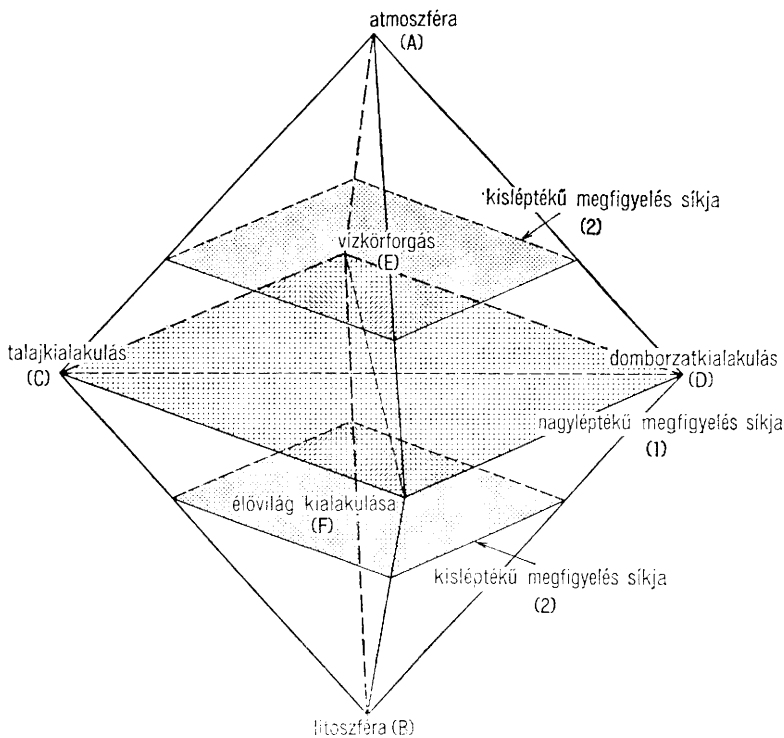 atmoszféra
(A)
kisléptékű megfigyelés síkja
(2)
vízkörforgás
(E)
talajkialakulás
(C)
domborzatkialakulás
(D)
nagyléptékű megfigyelés síkja
(1)
élővilág kialakulása
(F)
kisléptékű megfigyelés síkja
(2)
litoszféra (B)